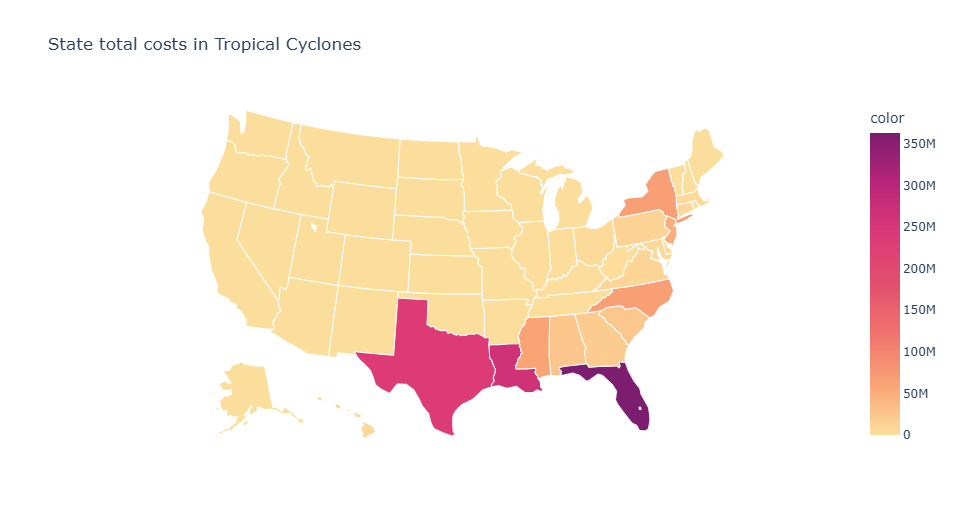 State total costs in Tropical Cyclones
color
350M
300M
250M
200M
150M
100M
50M
0